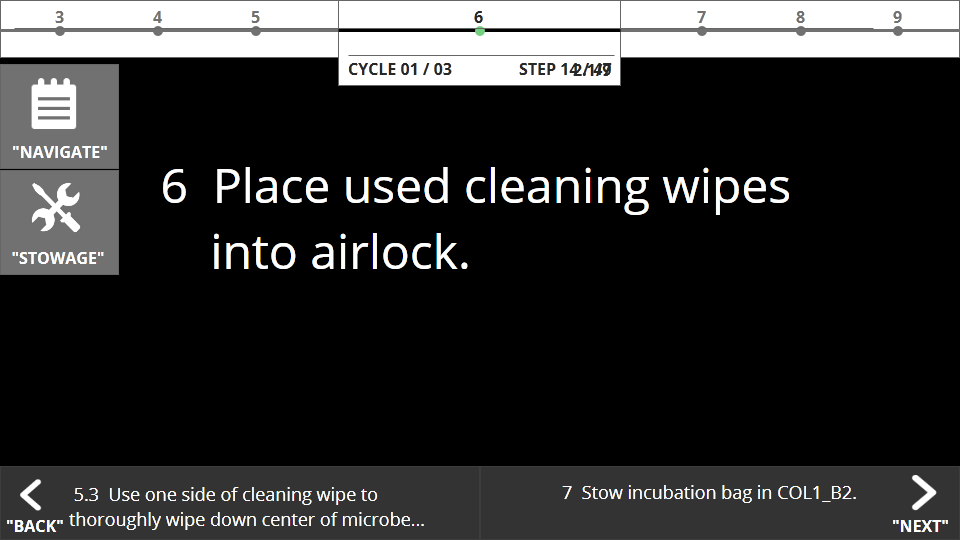 3 4 5 6 7 8 9
CYCLE 01 / 03 STEP
"NAVIGATE"
"STOWAGE"
6 Place used cleaning wipes
into airlock.
"BACK"
5.3 Use one side of cleaning wipe to
thoroughly wipe down center of microbe...
7 Stow incubation bag in COL1_B2.
"NEXT"